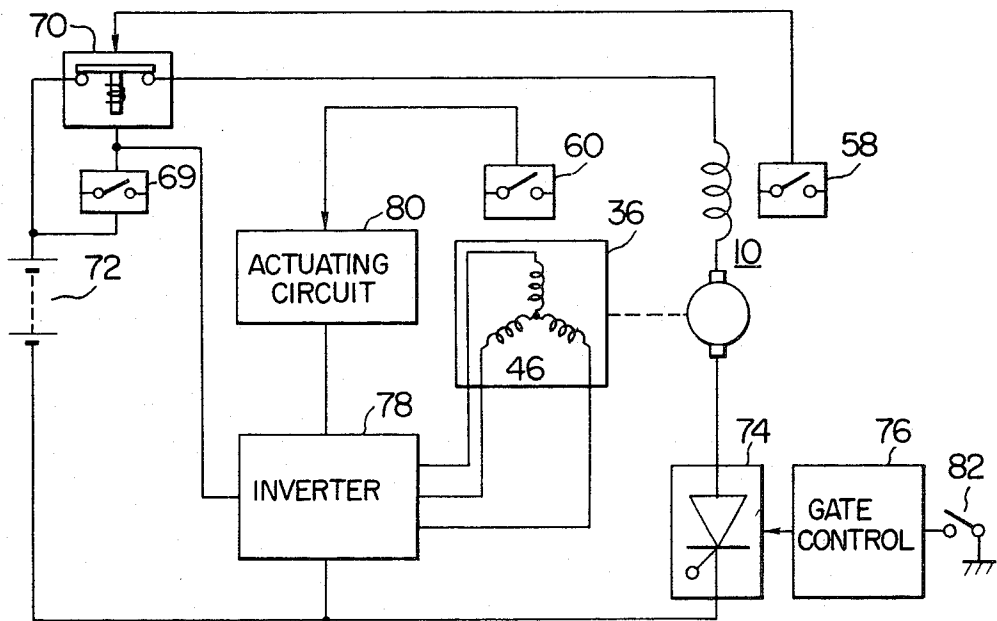 70
69
60
58
80
36
ACTUATING
CIRCUIT
72
10
46
78
INVERTER
74
76
82
GATE
CONTROL